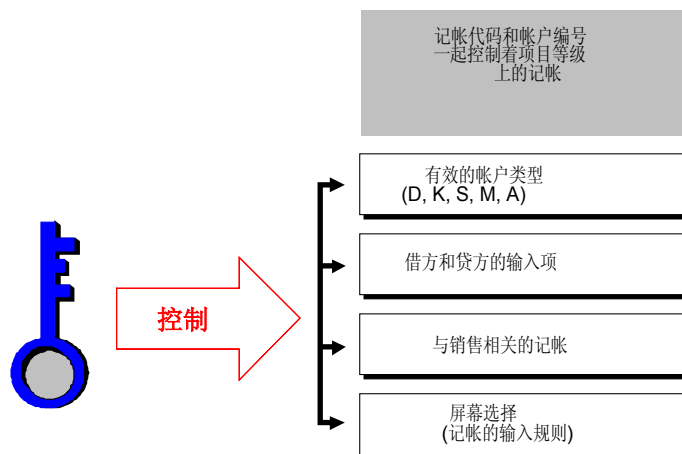 记帐代码和帐户编号
一起控制着项目等级
上的记帐
有效的帐户类型
(D, K, S, M, A)
借方和贷方的输入项
控制
与销售相关的记帐
屏幕选择
(记帐的输入规则)